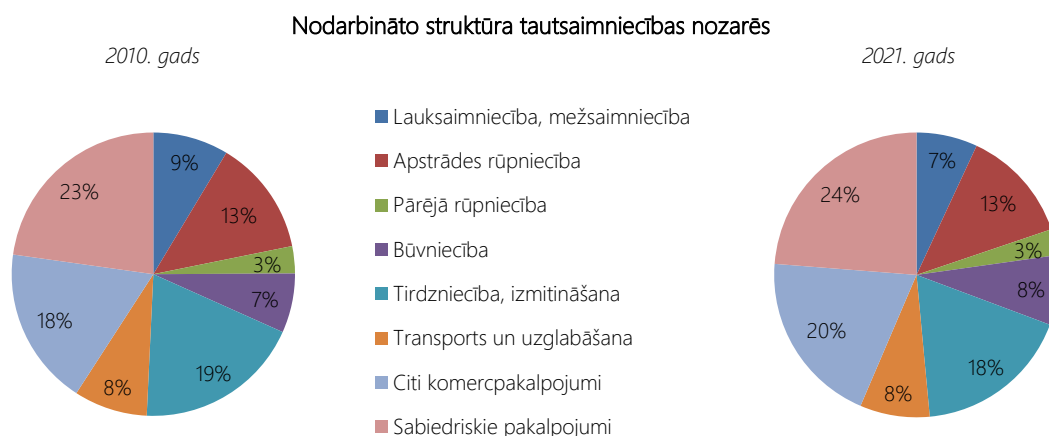 Nodarbināto struktūra tautsaimniecības nozarēs
2010. gads
2021. gads
9%
13%
3%
7%
19%
8%
18%
23%
Lauksaimniecība, mežsaimniecība
Apstrādes rūpniecība
Pārējā rūpniecība
Būvniecība
Tirdzniecība, izmitināšana
Transports un uzglabāšana
Citi komercpakalpojumi
Sabiedriskie pakalpojumi
7%
13%
3%
8%
18%
8%
20%
24%